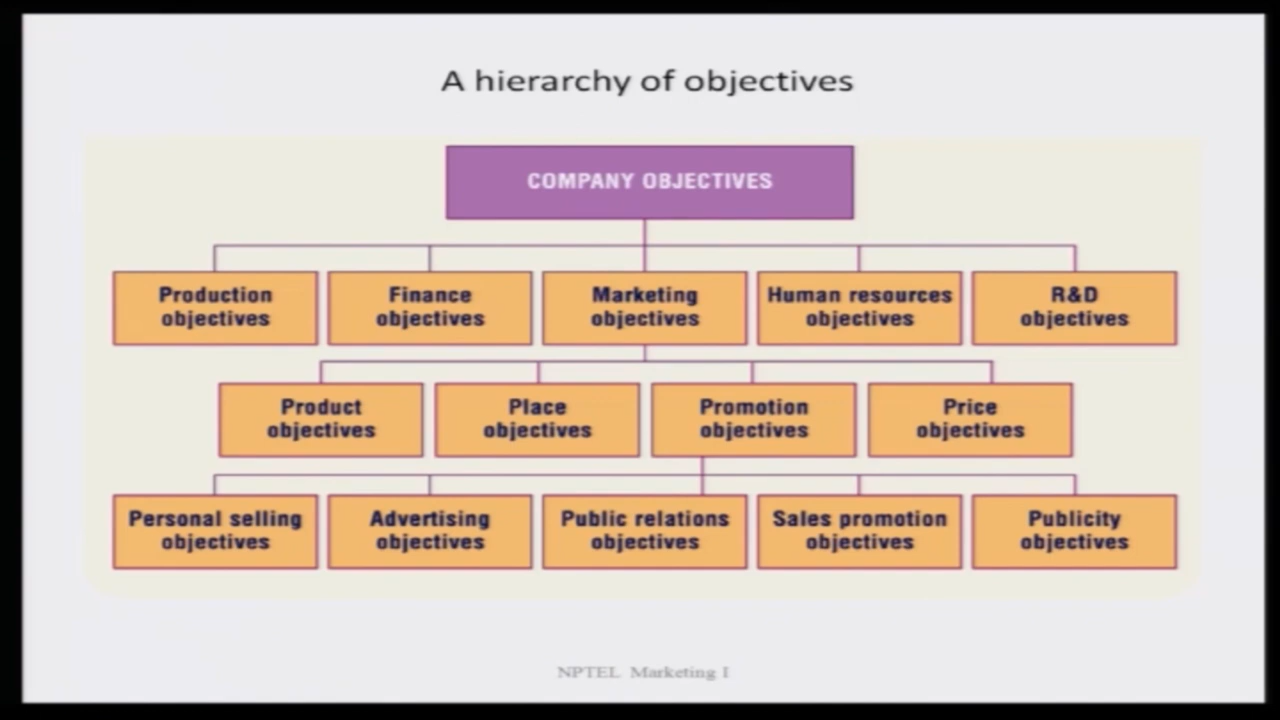 A hierarchy of objectives
COMPANY OBJECTIVES
Production
objectives
Finance
objectives
Marketing
objectives
Human resources
objectives
R&D
objectives
Product
objectives
Place
objectives
Promotion
objectives
Price
objectives
Personal selling
objectives
Advertising
objectives
Public relations
objectives
Sales promotion
objectives
Publicity
objectives
NPTEL Marketing I